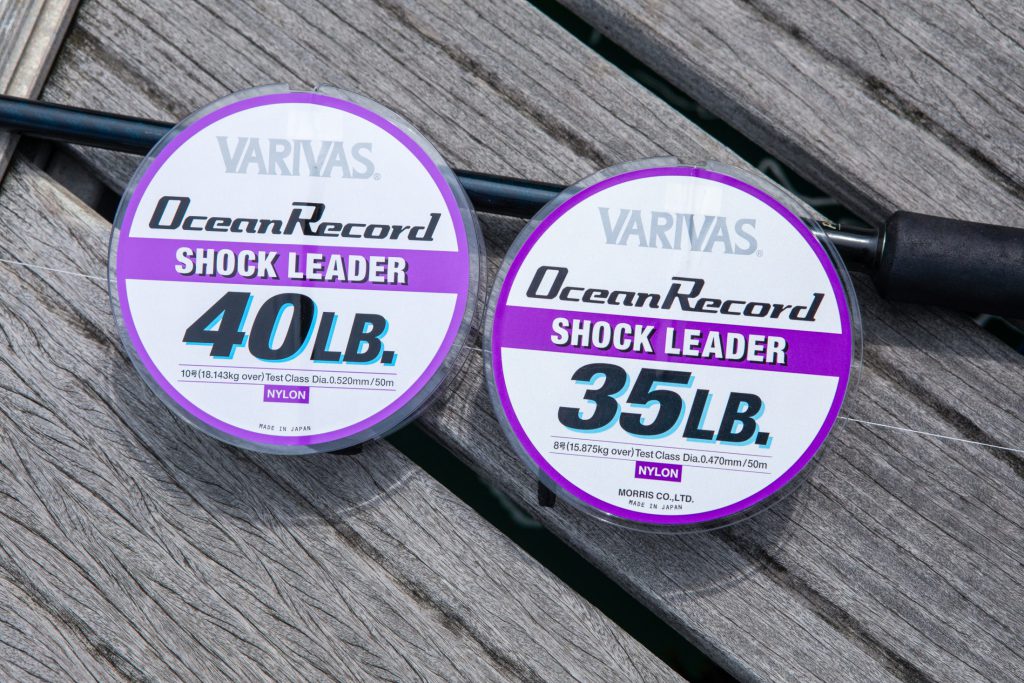 VARIVAS®
OceanRecord
SHOCK LEADER
40LB.
10号(18.143kg over)Test Class Dia.0.520mm/50m
NYLON
MADE IN JAPAN
VARIVAS®
OceanRecord
SHOCK LEADER
35LB.
8号(15.875kg over)Test Class Dia.0.470mm/50m
NYLON
MORRIS CO.,LTD.
MADE IN JAPAN